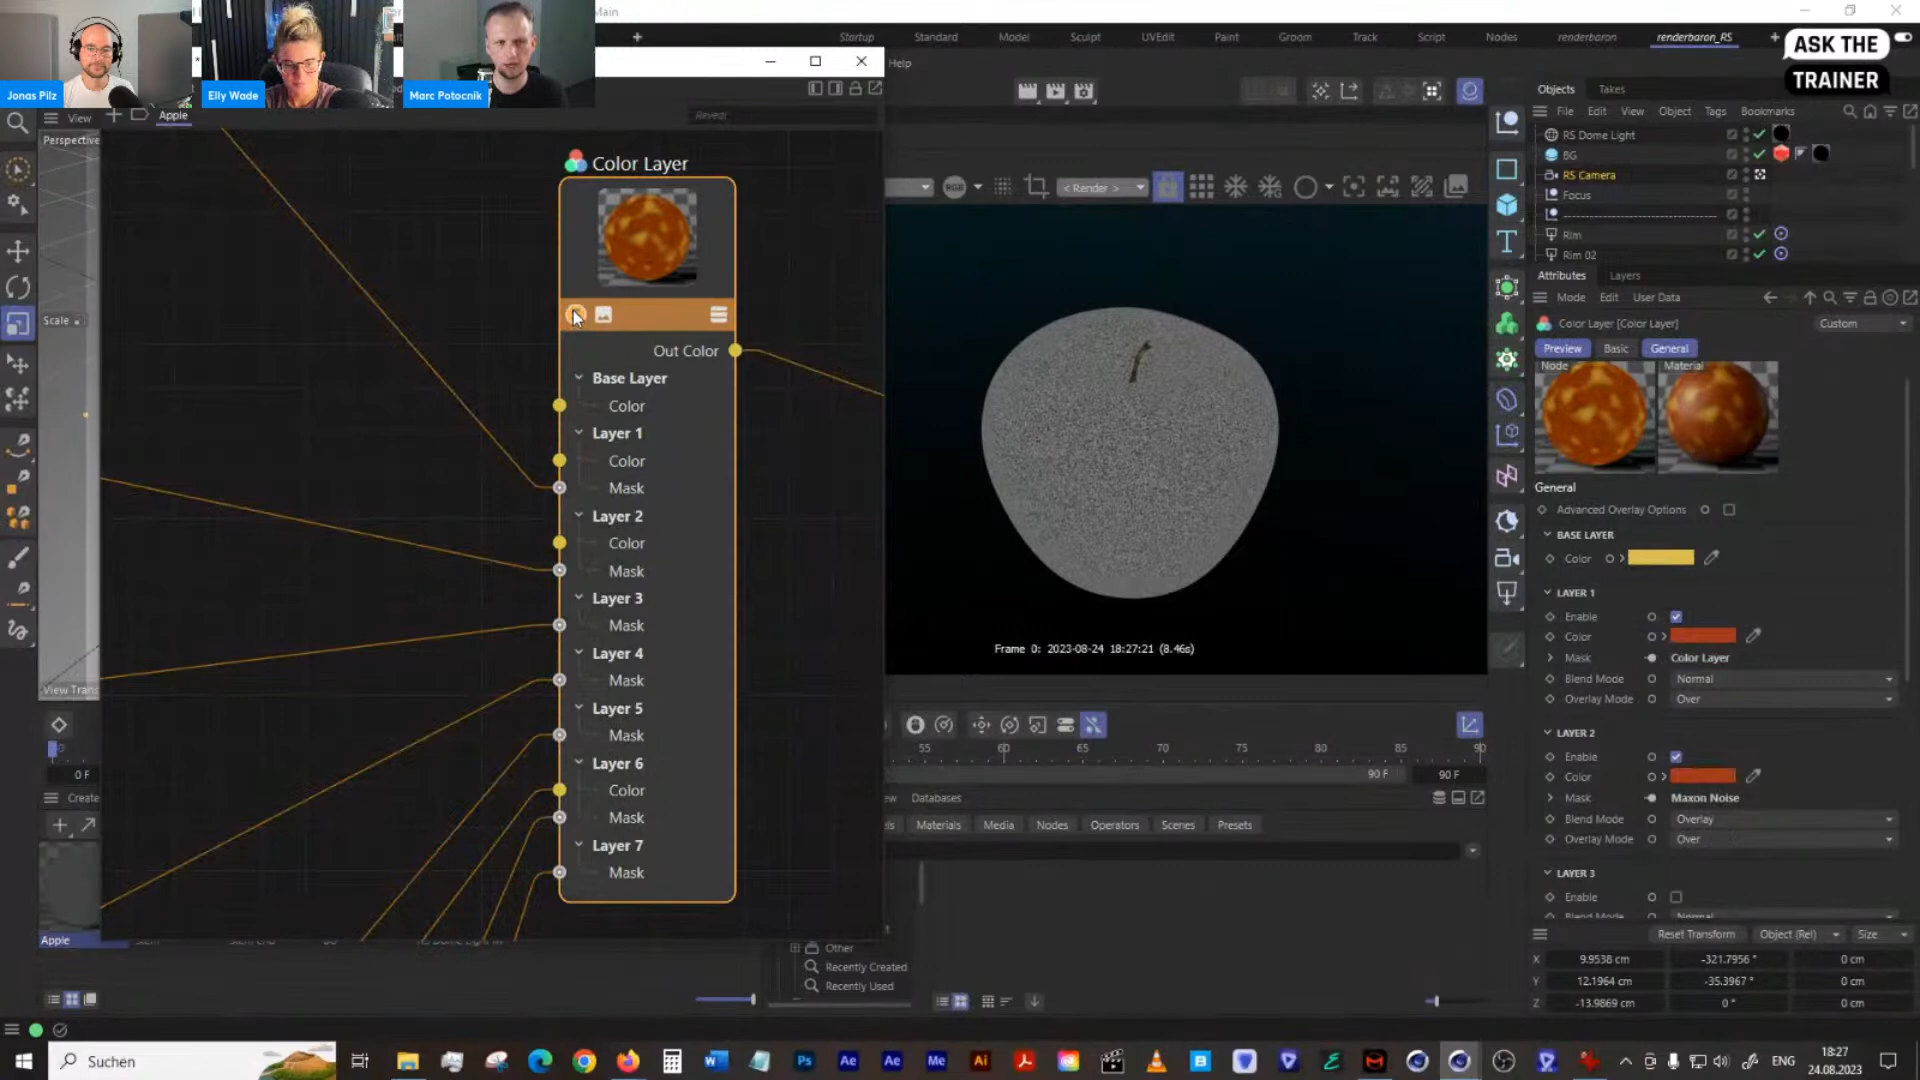 Jonas Pilz
Elly Wade
Marc Potocnik
Main
Startup
Standard
Model
Sculpt
UVEdit
Paint
Groom
Track
Script
Nodes
renderbaron
renderbaron_RS
ASK THE
TRAINER
Help
View
Apple
Reveal
Perspective
Scale
View Trans
0 F
Create
Apple
Color Layer
Out Color
Base Layer
Color
Layer 1
Color
Mask
Layer 2
Color
Mask
Layer 3
Mask
Layer 4
Mask
Layer 5
Mask
Layer 6
Color
Mask
Layer 7
Mask
RGB
< Render >
Frame 0: 2023-08-24 18:27:21 (8.46s)
55 60 65 70 75 80 85 90
90 F
90 F
Databases
Materials
Media
Nodes
Operators
Scenes
Presets
Other
Recently Created
Recently Used
Objects
Takes
File Edit View Object Tags Bookmarks
RS Dome Light
BG
RS Camera
Focus
Rim
Rim 02
Attributes
Layers
Mode Edit User Data
Color Layer [Color Layer]
Custom
Preview
Basic
General
Node
Material
General
Advanced Overlay Options
BASE LAYER
Color
LAYER 1
Enable
Color
Mask Color Layer
Blend Mode Normal
Overlay Mode Over
LAYER 2
Enable
Color
Mask Maxon Noise
Blend Mode Overlay
Overlay Mode Over
LAYER 3
Enable
Blend Mode Normal
Reset Transform
Object (Rel)
Size
X 9.9538 cm -321.7956 ° 0 cm
Y 12.1964 cm -35.3967° 0 cm
Z -13.9869 cm 0 ° 0 cm
Suchen
ENG
18:27
24.08.2023